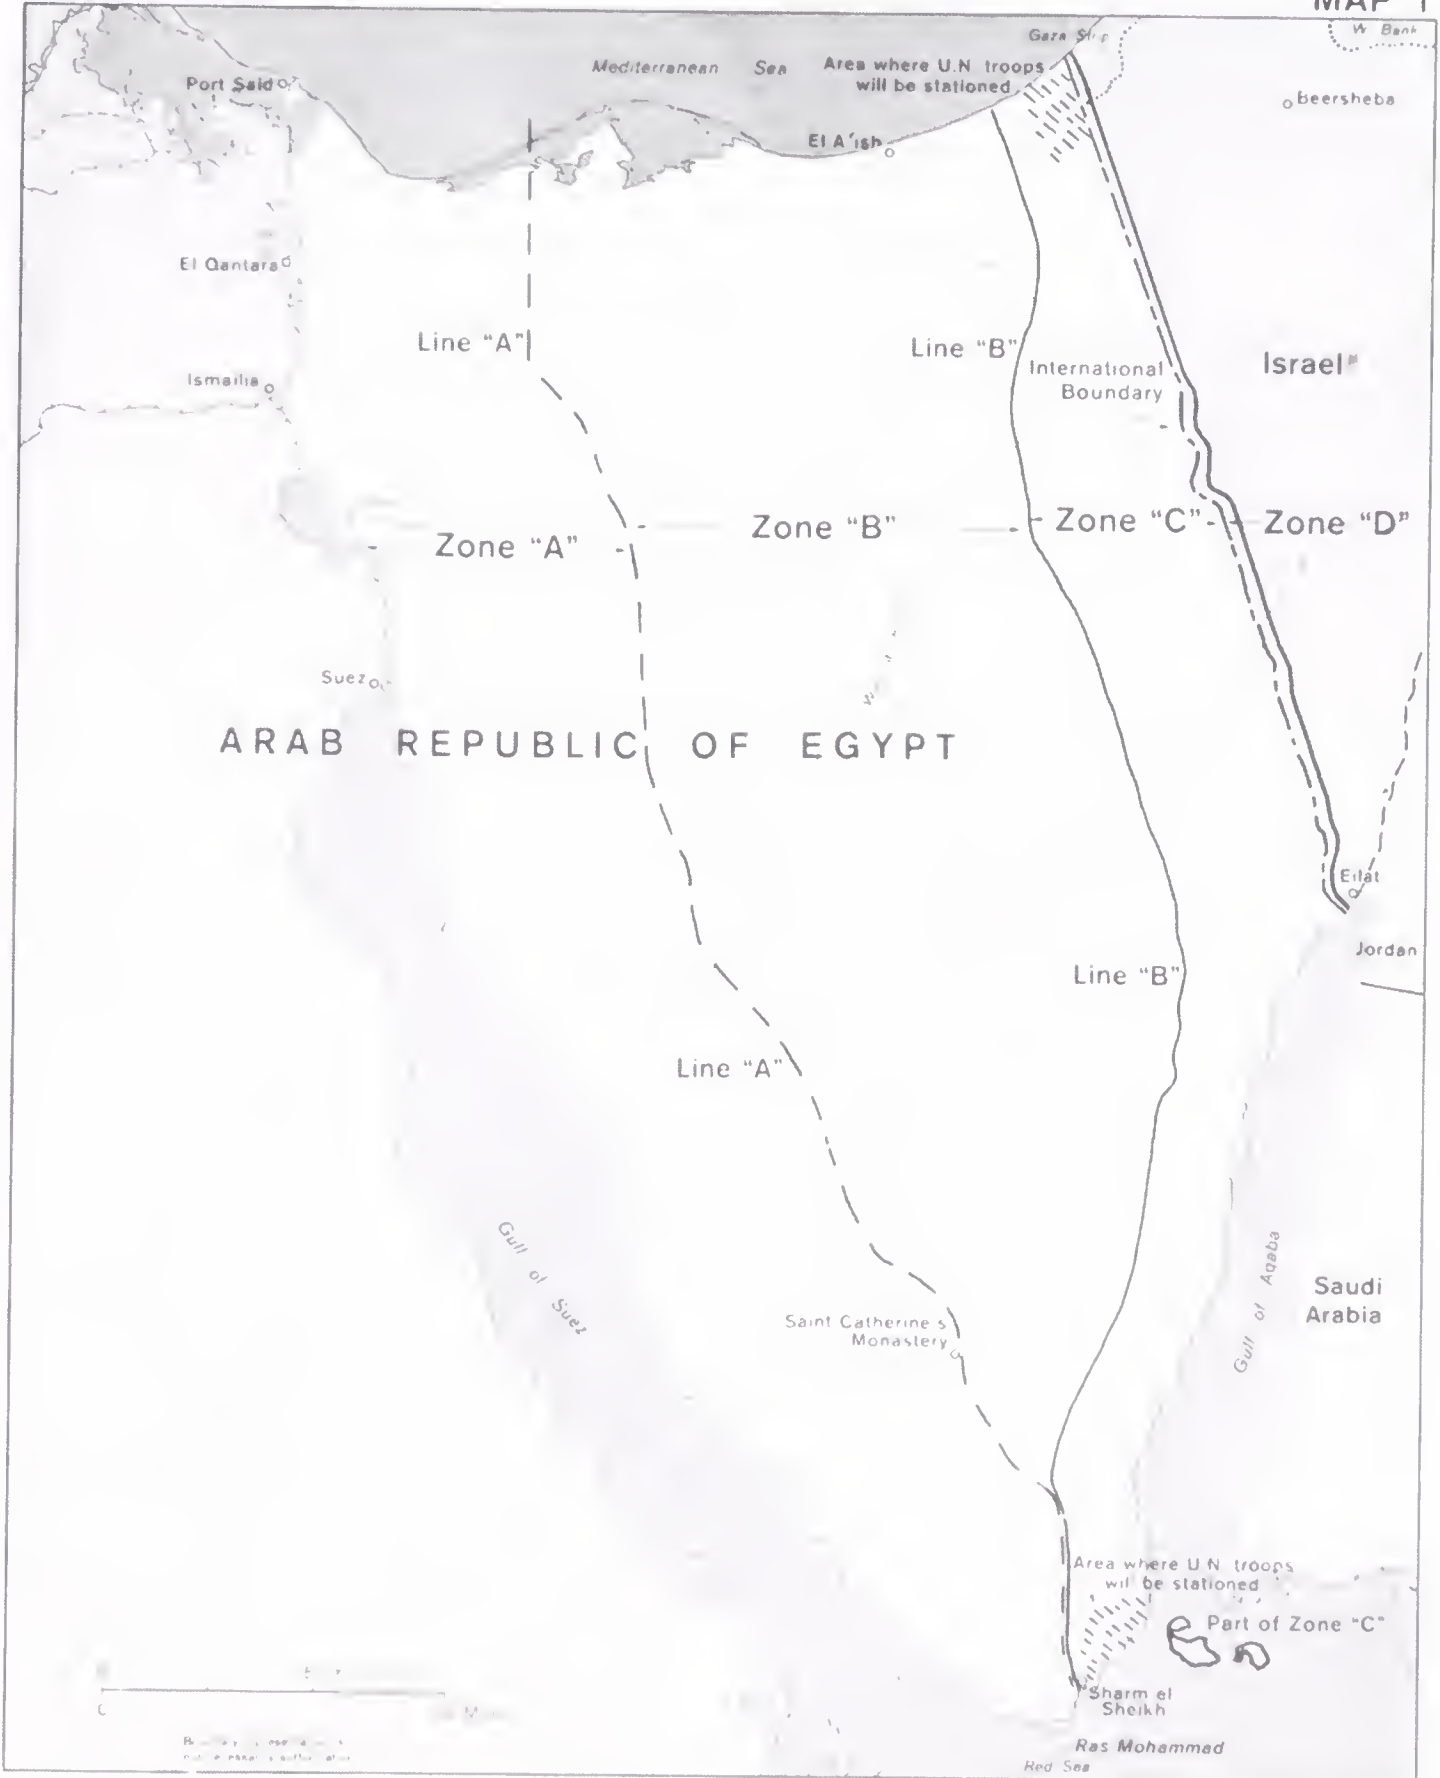 MAP 1
Gaza Strip
W Bank
Mediterranean Sea
Area where U.N. troops
will be stationed
Port Said
Beersheba
El A'ish
El Qantara
Line "A"
Line "B"
International
Boundary
Israel
Ismailia
Zone "A"
Zone "B"
Zone "C"
Zone "D"
Suez
ARAB REPUBLIC OF EGYPT
Eilat
Jordan
Line "B"
Line "A"
Gulf of Suez
Gulf of Aqaba
Saudi
Arabia
Saint Catherine s
Monastery
Area where U N troops
will be stationed
Part of Zone "C"
Sharm el
Sheikh
Ras Mohammad
Red Sea